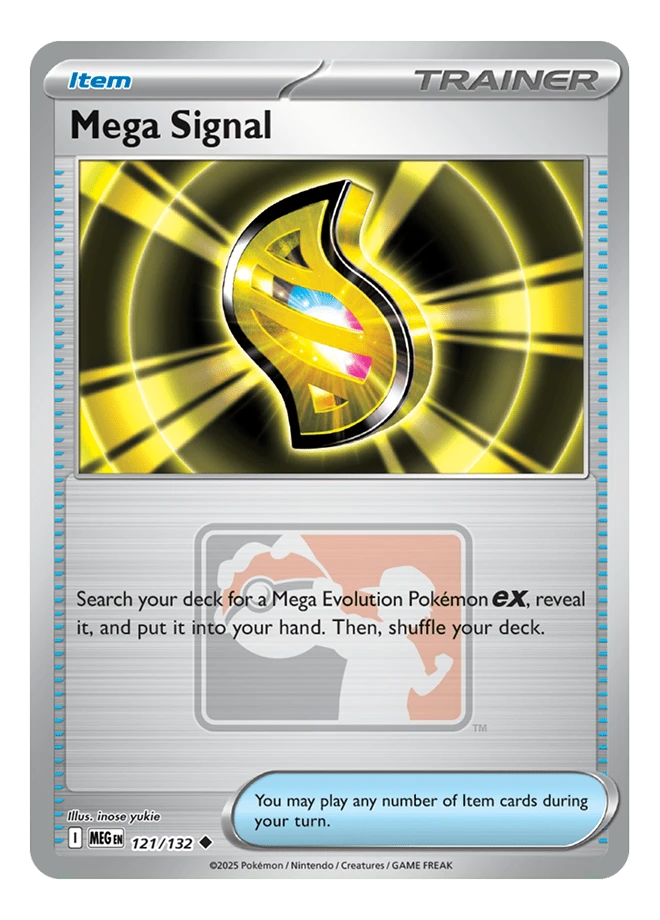 Item
TRAINER
Mega Signal
Search your deck for a Mega Evolution Pokémon ex, reveal
it, and put it into your hand. Then, shuffle your deck.
TM
Illus. inose yukie
I MEG EN 121/132
You may play any number of Item cards during
your turn.
©2025 Pokémon / Nintendo / Creatures / GAME FREAK